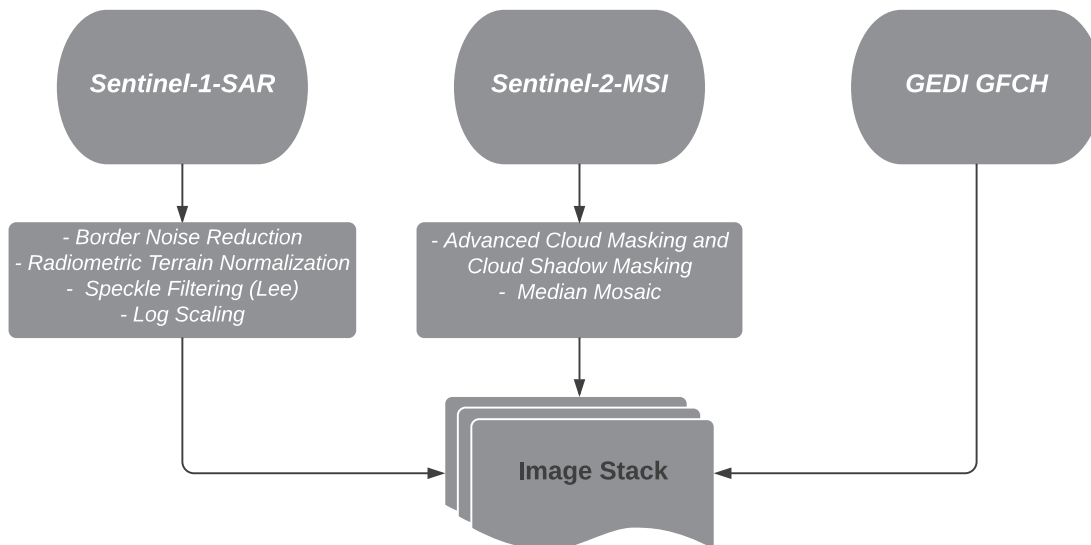 Sentinel-1-SAR
Sentinel-2-MSI
GEDI GFCH
- Border Noise Reduction
- Radiometric Terrain Normalization
- Speckle Filtering (Lee)
- Log Scaling
- Advanced Cloud Masking and
Cloud Shadow Masking
- Median Mosaic
Image Stack